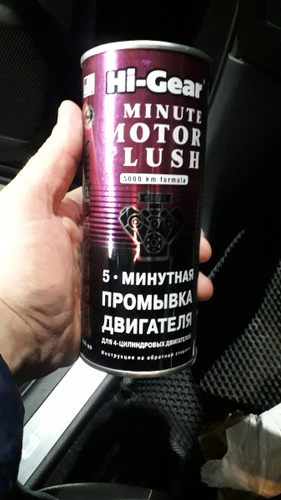 Hi-Gear
MINUTE
MOTOR
FLUSH
5000 km formula
5 - МИНУТНАЯ
ПРОМЫВКА
ДВИГАТЕЛЯ
ДЛЯ 4-ЦИЛИНДРОВЫХ ДВИГАТЕЛЕЙ
Инструкция на обратной стороне